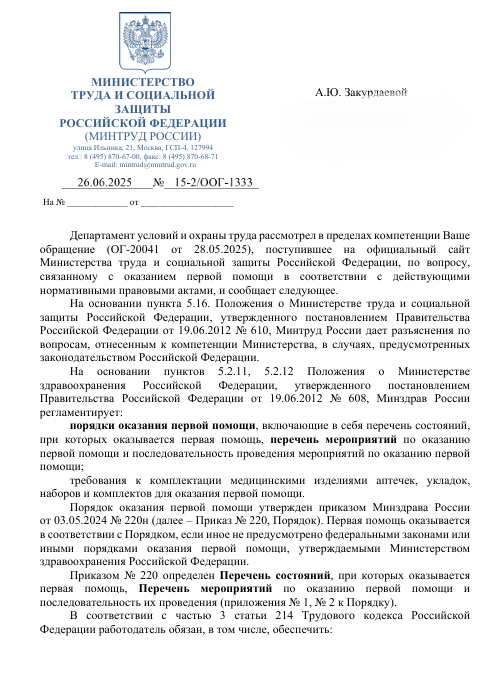 МИНИСТЕРСТВО
ТРУДА И СОЦИАЛЬНОЙ
ЗАЩИТЫ
РОССИЙСКОЙ ФЕДЕРАЦИИ
(МИНТРУД РОССИИ)
улица Ильинка, 21, Москва, ГСП-4, 127994
тел.: 8 (495) 870-67-00, факс: 8 (495) 870-68-71
E-mail: mintrud@mintrud.gov.ru
26.06.2025 № 15-2/ООГ-1333
На № ____________ от ____________________
А.Ю. Закурдаевой
Департамент условий и охраны труда рассмотрел в пределах компетенции Ваше
обращение (ОГ-20041 от 28.05.2025), поступившее на официальный сайт
Министерства труда и социальной защиты Российской Федерации, по вопросу,
связанному с оказанием первой помощи в соответствии с действующими
нормативными правовыми актами, и сообщает следующее.
На основании пункта 5.16. Положения о Министерстве труда и социальной
защиты Российской Федерации, утвержденного постановлением Правительства
Российской Федерации от 19.06.2012 № 610, Минтруд России дает разъяснения по
вопросам, отнесенным к компетенции Министерства, в случаях, предусмотренных
законодательством Российской Федерации.
На основании пунктов 5.2.11, 5.2.12 Положения о Министерстве
здравоохранения Российской Федерации, утвержденного постановлением
Правительства Российской Федерации от 19.06.2012 № 608, Минздрав России
регламентирует:
порядки оказания первой помощи, включающие в себя перечень состояний,
при которых оказывается первая помощь, перечень мероприятий по оказанию
первой помощи и последовательность проведения мероприятий по оказанию первой
помощи;
требования к комплектации медицинскими изделиями аптечек, укладок,
наборов и комплектов для оказания первой помощи.
Порядок оказания первой помощи утвержден приказом Минздрава России
от 03.05.2024 № 220н (далее – Приказ № 220, Порядок). Первая помощь оказывается
в соответствии с Порядком, если иное не предусмотрено федеральными законами или
иными порядками оказания первой помощи, утверждаемыми Министерством
здравоохранения Российской Федерации.
Приказом № 220 определен Перечень состояний, при которых оказывается
первая помощь, Перечень мероприятий по оказанию первой помощи и
последовательность их проведения (приложения № 1, № 2 к Порядку).
В соответствии с частью 3 статьи 214 Трудового кодекса Российской
Федерации работодатель обязан, в том числе, обеспечить: